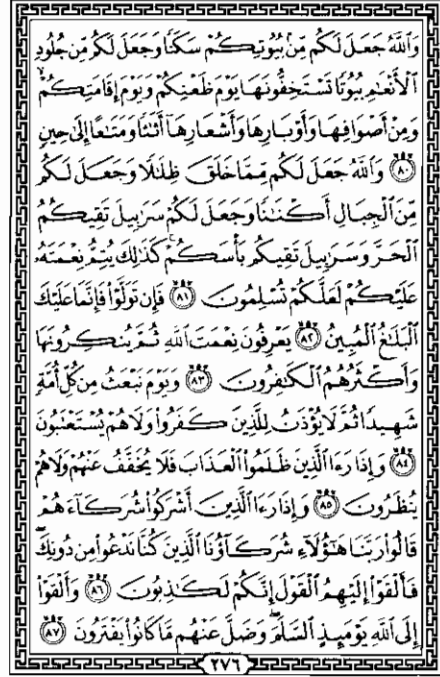 وَٱللَّهُ جَعَلَ لَكُم مِّنۢ بُيُوتِكُمْ سَكَنًا وَجَعَلَ لَكُم مِّن جُلُودِ
ٱلْأَنْعَٰمِ بُيُوتًا تَسْتَخِفُّونَهَا يَوْمَ ظَعْنِكُمْ وَيَوْمَ إِقَامَتِكُمْ ۙ
وَمِنْ أَصْوَافِهَا وَأَوْبَارِهَا وَأَشْعَارِهَآ أَثَٰثًا وَمَتَٰعًا إِلَىٰ حِينٍ
٨٠ وَٱللَّهُ جَعَلَ لَكُم مِّمَّا خَلَقَ ظِلَٰلًا وَجَعَلَ لَكُم
مِّنَ ٱلْجِبَالِ أَكْنَٰنًا وَجَعَلَ لَكُمْ سَرَٰبِيلَ تَقِيكُمُ
ٱلْحَرَّ وَسَرَٰبِيلَ تَقِيكُم بَأْسَكُمْ ۚ كَذَٰلِكَ يُتِمُّ نِعْمَتَهُۥ
عَلَيْكُمْ لَعَلَّكُمْ تُسْلِمُونَ ٨١ فَإِن تَوَلَّوْا۟ فَإِنَّمَا عَلَيْكَ
ٱلْبَلَٰغُ ٱلْمُبِينُ ٨٢ يَعْرِفُونَ نِعْمَتَ ٱللَّهِ ثُمَّ يُنكِرُونَهَا
وَأَكْثَرُهُمُ ٱلْكَٰفِرُونَ ٨٣ وَيَوْمَ نَبْعَثُ مِن كُلِّ أُمَّةٍ
شَهِيدًا ثُمَّ لَا يُؤْذَنُ لِلَّذِينَ كَفَرُوا۟ وَلَا هُمْ يُسْتَعْتَبُونَ
٨٤ وَإِذَا رَءَا ٱلَّذِينَ ظَلَمُوا۟ ٱلْعَذَابَ فَلَا يُخَفَّفُ عَنْهُمْ وَلَا هُمْ
يُنظَرُونَ ٨٥ وَإِذَا رَءَا ٱلَّذِينَ أَشْرَكُوا۟ شُرَكَآءَهُمْ
قَالُوا۟ رَبَّنَا هَٰٓؤُلَآءِ شُرَكَآؤُنَا ٱلَّذِينَ كُنَّا نَدْعُوا۟ مِن دُونِكَ ۖ
فَأَلْقَوْا۟ إِلَيْهِمُ ٱلْقَوْلَ إِنَّكُمْ لَكَٰذِبُونَ ٨٦ وَأَلْقَوْا۟
إِلَى ٱللَّهِ يَوْمَئِذٍ ٱلسَّلَمَ ۖ وَضَلَّ عَنْهُم مَّا كَانُوا۟ يَفْتَرُونَ ٨٧
٢٧٦